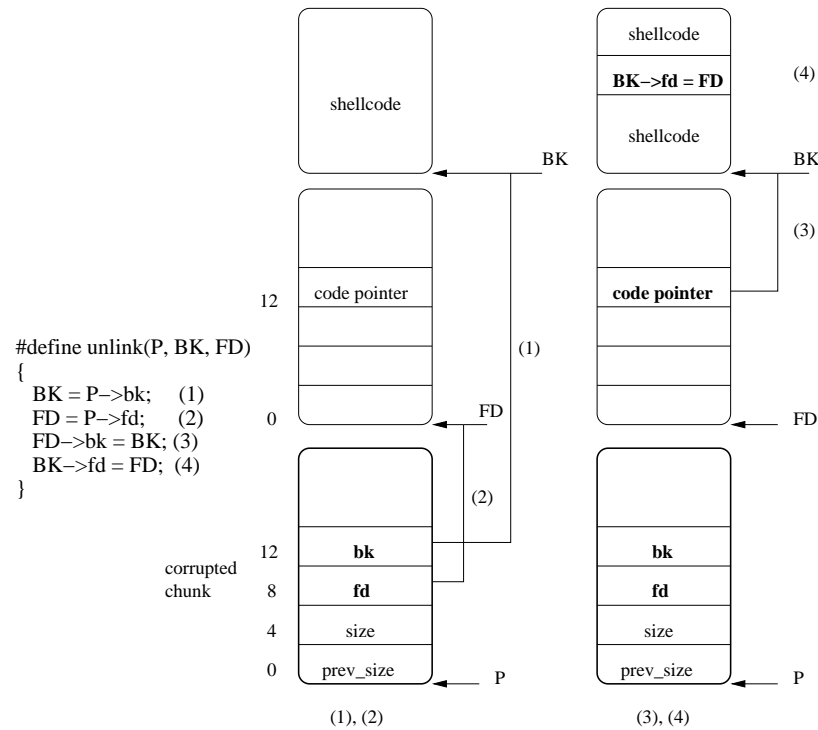 shellcode
BK
code pointer
12
(1)
FD
0
#define unlink(P, BK, FD)
{
BK = P−>bk; (1)
FD = P−>fd; (2)
FD−>bk = BK; (3)
BK−>fd = FD; (4)
}
(2)
corrupted
chunk
12 bk
8 fd
4 size
0 prev_size
P
(1), (2)
shellcode
BK−>fd = FD
(4)
shellcode
BK
(3)
code pointer
FD
bk
fd
size
prev_size
P
(3), (4)